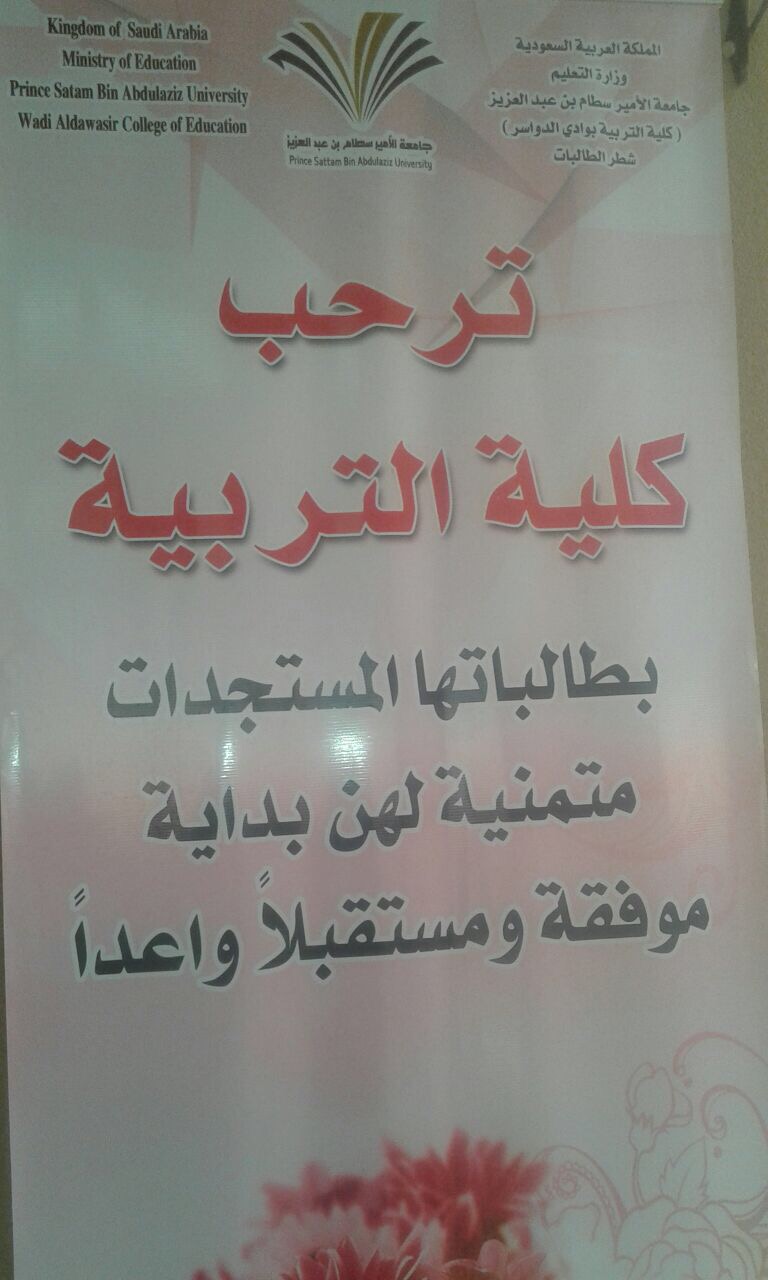 Kingdom of Saudi Arabia
Ministry of Education
Prince Satam Bin Abdulaziz University
Wadi Aldawasir College of Education
جامعة الأمير سطام بن عبد العزيز
Prince Sattam Bin Abdulaziz University
المملكة العربية السعودية
وزارة التعليم
جامعة الأمير سطام بن عبد العزيز
( كلية التربية بوادي الدواسر )
شطر الطالبات
ترحب
كلية التربية
بطالباتها المستجدات
متمنية لهن بداية
موفقة ومستقبلاً واعداً